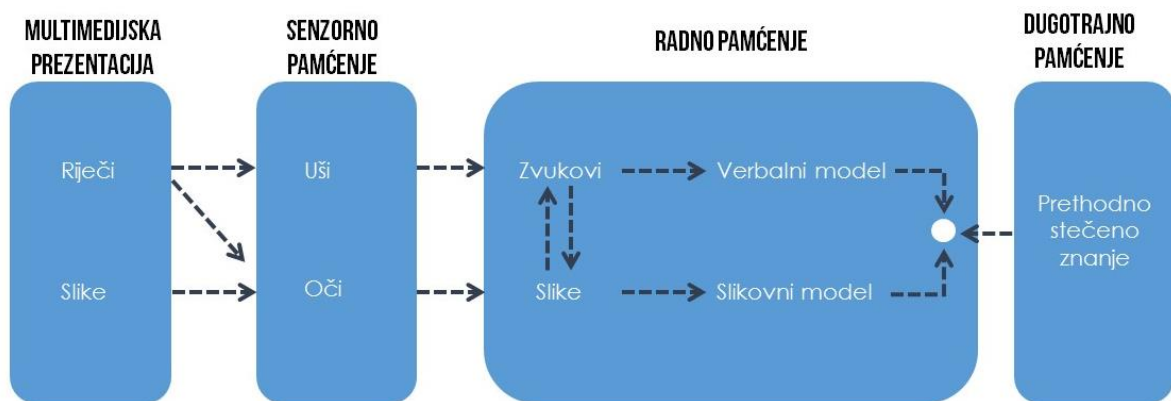 MULTIMEDIJSKA
PREZENTACIJA
SENZORNO
PAMĆENJE
RADNO PAMĆENJE
DUGOTRAJNO
PAMĆENJE
Riječi
Slike
Uši
Oči
Zvukovi
Verbalni model
Slike
Slikovni model
Prethodno
stečeno
znanje